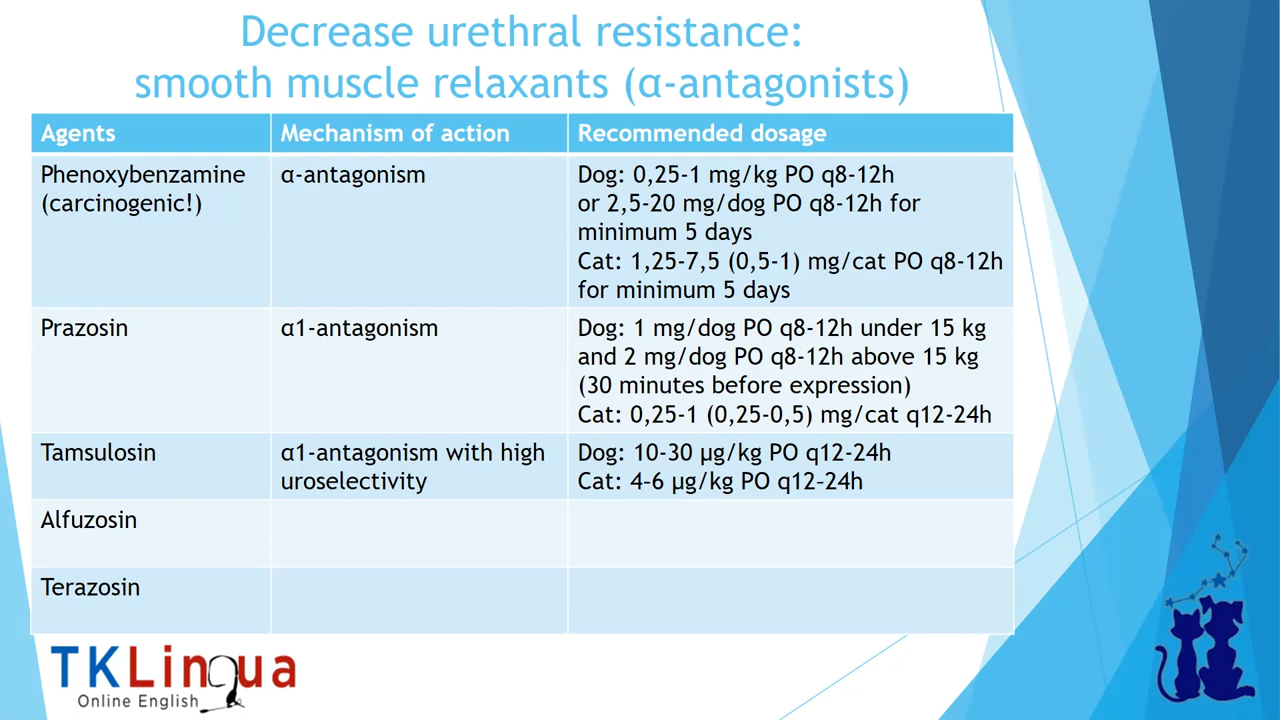 Decrease urethral resistance:
smooth muscle relaxants (α-antagonists)
Agents
Mechanism of action
Recommended dosage
Phenoxybenzamine
(carcinogenic!)
α-antagonism
Dog: 0,25-1 mg/kg PO q8-12h
or 2,5-20 mg/dog PO q8-12h for
minimum 5 days
Cat: 1,25-7,5 (0,5-1) mg/cat PO q8-12h
for minimum 5 days
Prazosin
α1-antagonism
Dog: 1 mg/dog PO q8-12h under 15 kg
and 2 mg/dog PO q8-12h above 15 kg
(30 minutes before expression)
Cat: 0,25-1 (0,25-0,5) mg/cat q12-24h
Tamsulosin
α1-antagonism with high
uroselectivity
Dog: 10-30 µg/kg PO q12-24h
Cat: 4–6 µg/kg PO q12–24h
Alfuzosin
Terazosin
TKLingua
Online English